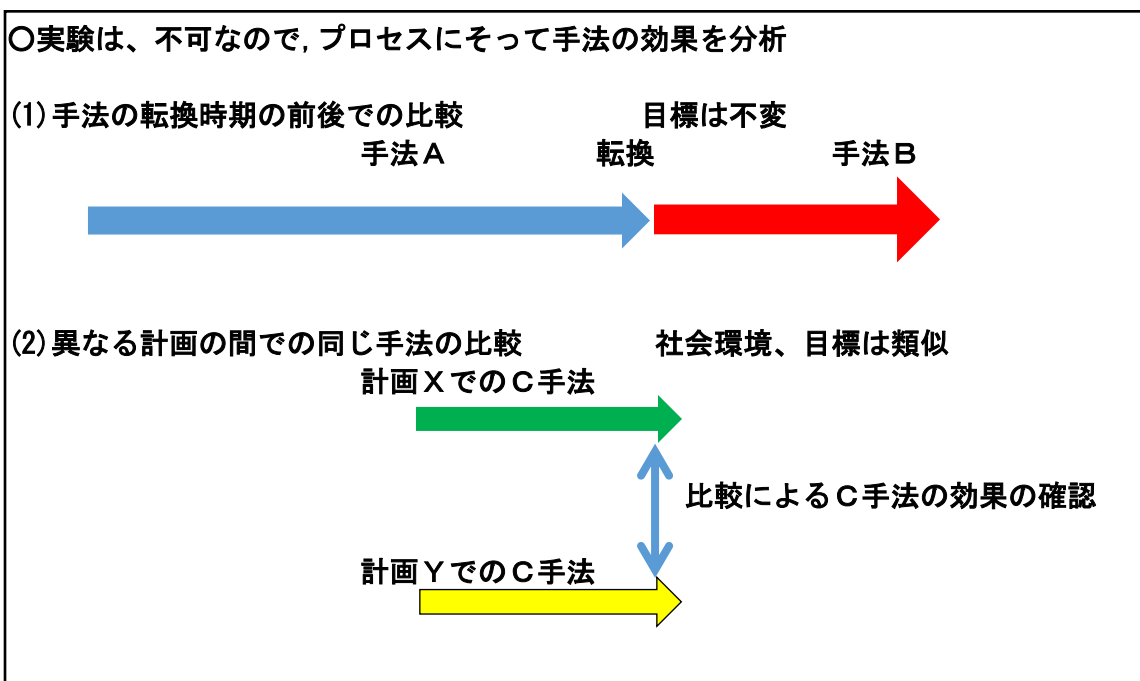 ○実験は、不可なので,プロセスにそって手法の効果を分析
(1)手法の転換時期の前後での比較　目標は不変
手法A　転換　手法B
(2)異なる計画の間での同じ手法の比較　社会環境、目標は類似
計画XでのC手法
比較によるC手法の効果の確認
計画YでのC手法